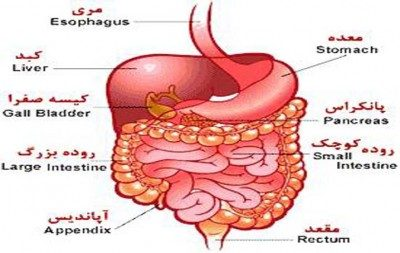 مری
Esophagus
معده
Stomach
کبد
Liver
کیسه صفرا
Gall Bladder
پانکراس
Pancreas
روده بزرگ
Large Intestine
روده کوچک
Small
Intestine
آپاندیس
Appendix
مقعد
Rectum